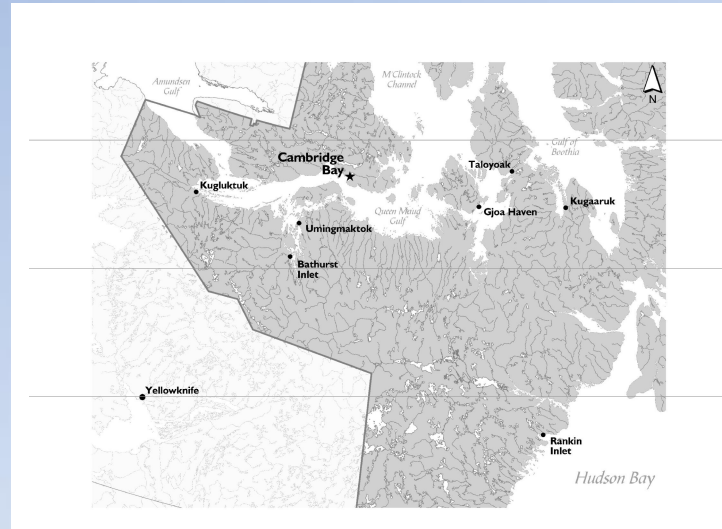 Amundsen
Gulf
M'Clintock
Channel
N
Gulf of
Boothia
Cambridge
Bay
Taloyoak
Kugluktuk
Queen Maud
Gulf
Gjoa Haven
Kugaaruk
Umingmaktok
Bathurst
Inlet
Yellowknife
Rankin
Inlet
Hudson Bay